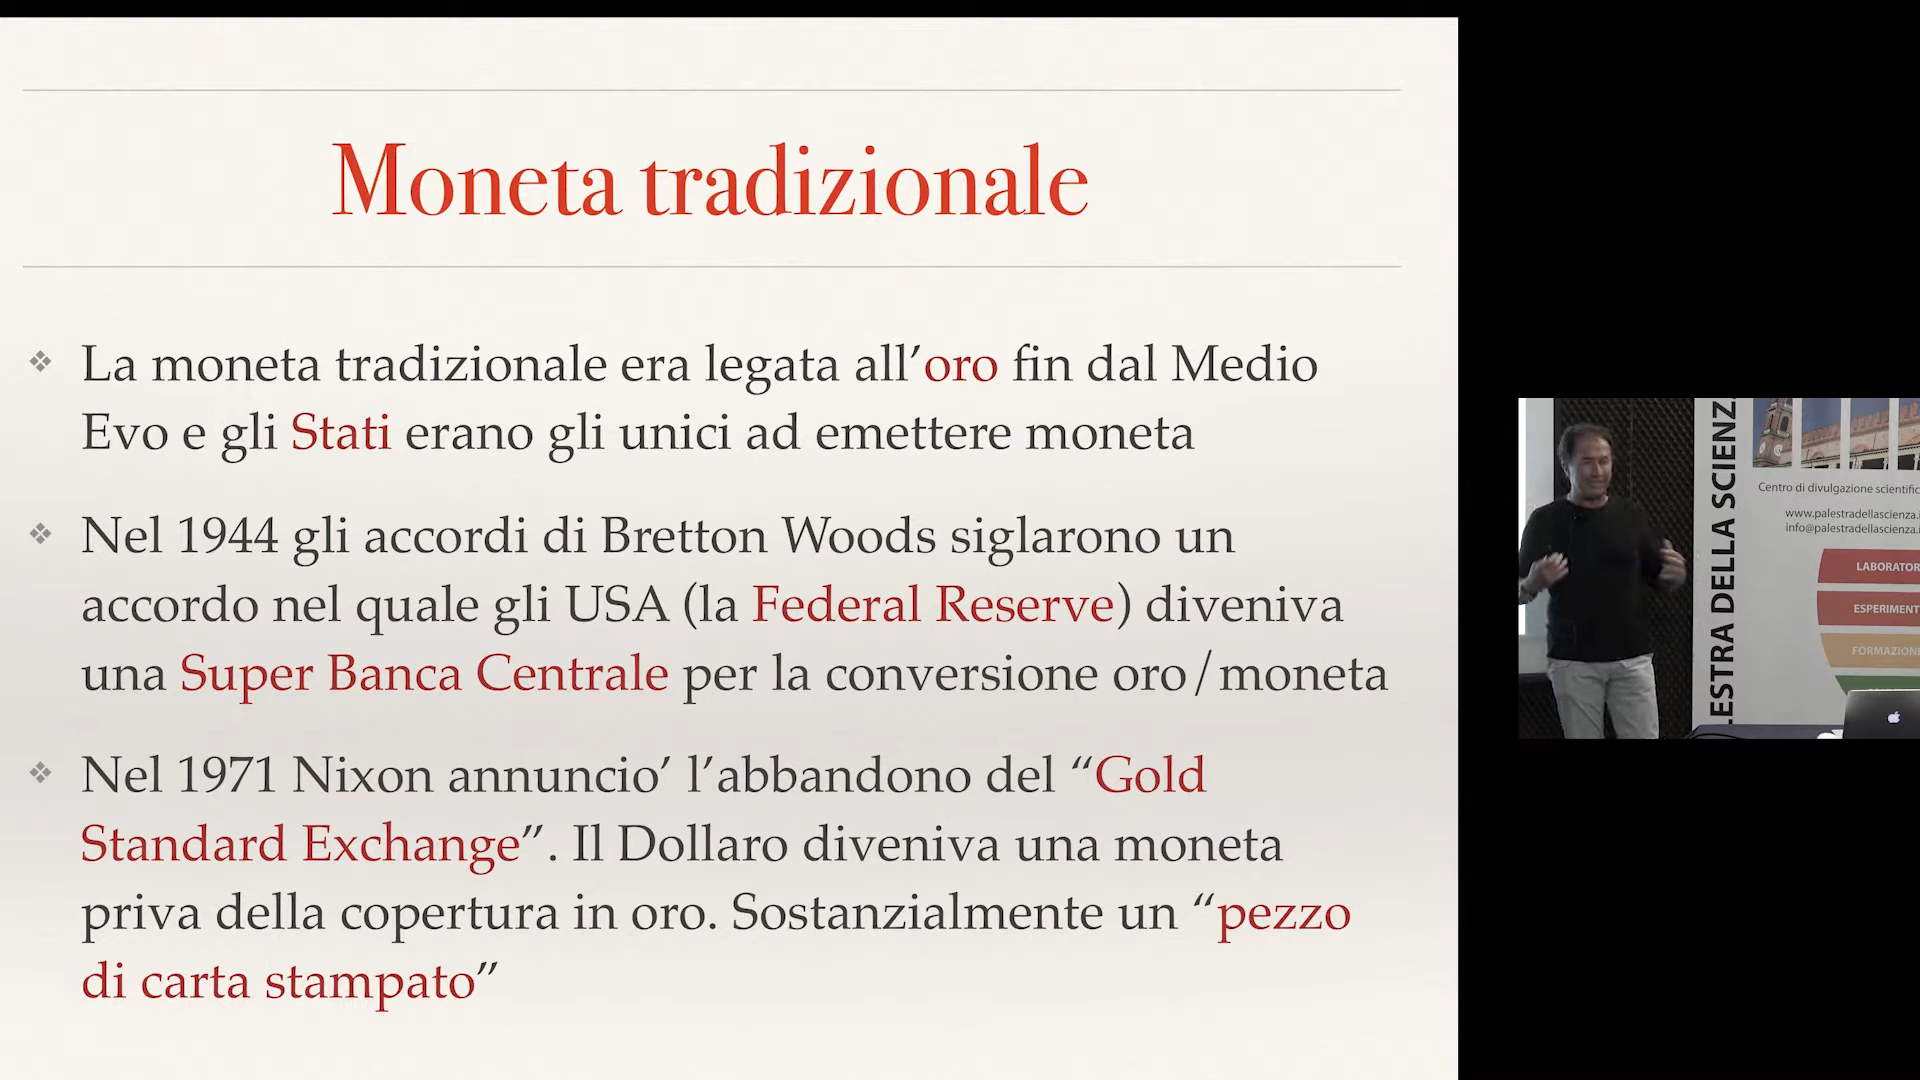 Moneta tradizionale
❖ La moneta tradizionale era legata all’oro fin dal Medio
Evo e gli Stati erano gli unici ad emettere moneta
❖ Nel 1944 gli accordi di Bretton Woods siglarono un
accordo nel quale gli USA (la Federal Reserve) diveniva
una Super Banca Centrale per la conversione oro/moneta
❖ Nel 1971 Nixon annuncio’ l’abbandono del “Gold
Standard Exchange”. Il Dollaro diveniva una moneta
priva della copertura in oro. Sostanzialmente un “pezzo
di carta stampato”
LESTRA DELLA SCIENZ
Centro di divulgazione scientific
www.palestradellascienza.i
info@palestradellascienza.
LABORATOR
ESPERIMENT
FORMAZIONE